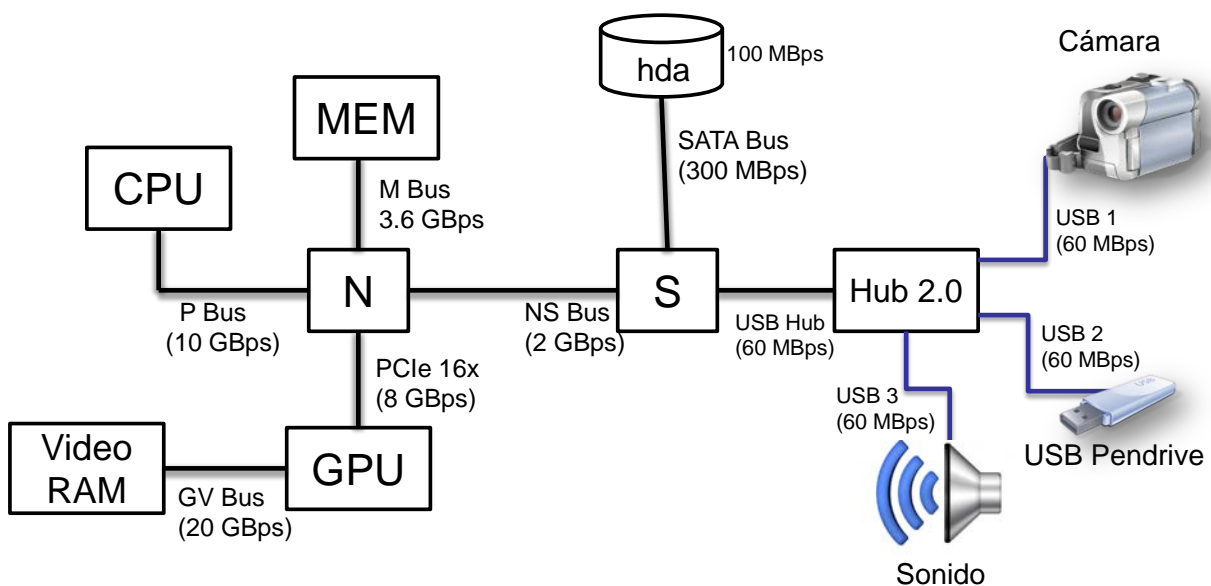 Cámara
hda
100 MBps
MEM
SATA Bus
(300 MBps)
CPU
M Bus
3.6 GBps
USB 1
(60 MBps)
N
S
Hub 2.0
P Bus
(10 GBps)
NS Bus
(2 GBps)
USB Hub
(60 MBps)
USB 2
(60 MBps)
PCIe 16x
(8 GBps)
USB 3
(60 MBps)
USB
USB Pendrive
Video
RAM
GPU
GV Bus
(20 GBps)
Sonido